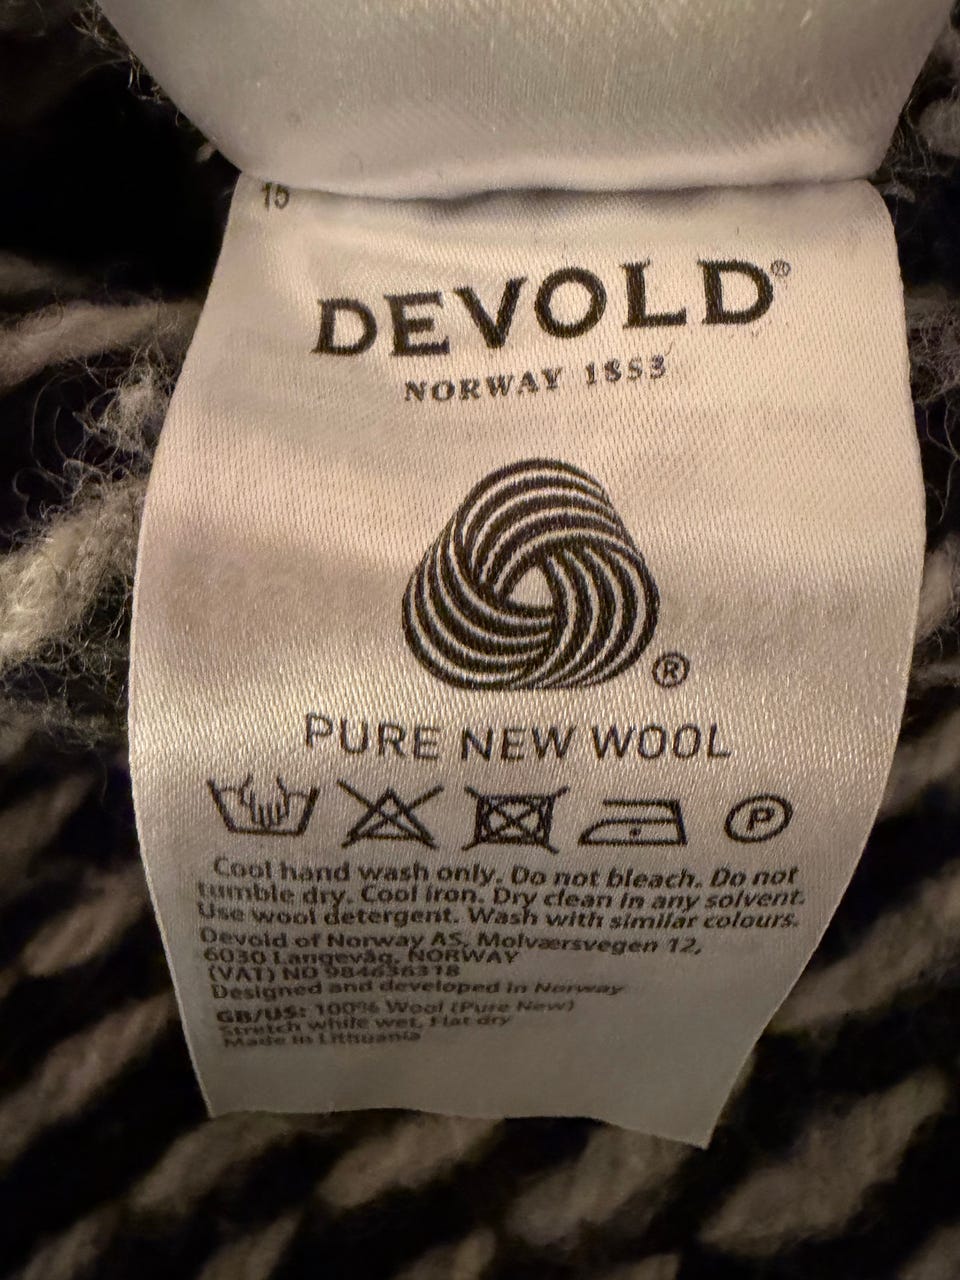 15
DEVOLD®
NORWAY 1853
®
PURE NEW WOOL
P
Cool hand wash only. Do not bleach. Do not
tumble dry. Cool iron. Dry clean in any solvent.
Use wool detergent. Wash with similar colours.
Devold of Norway AS, Molværsvegen 12,
6030 Langevåg, NORWAY
(VAT) NO 984636318
Designed and developed in Norway
GB/US: 100% Wool (Pure New)
Stretch while wet, Flat dry
Made in Lithuania